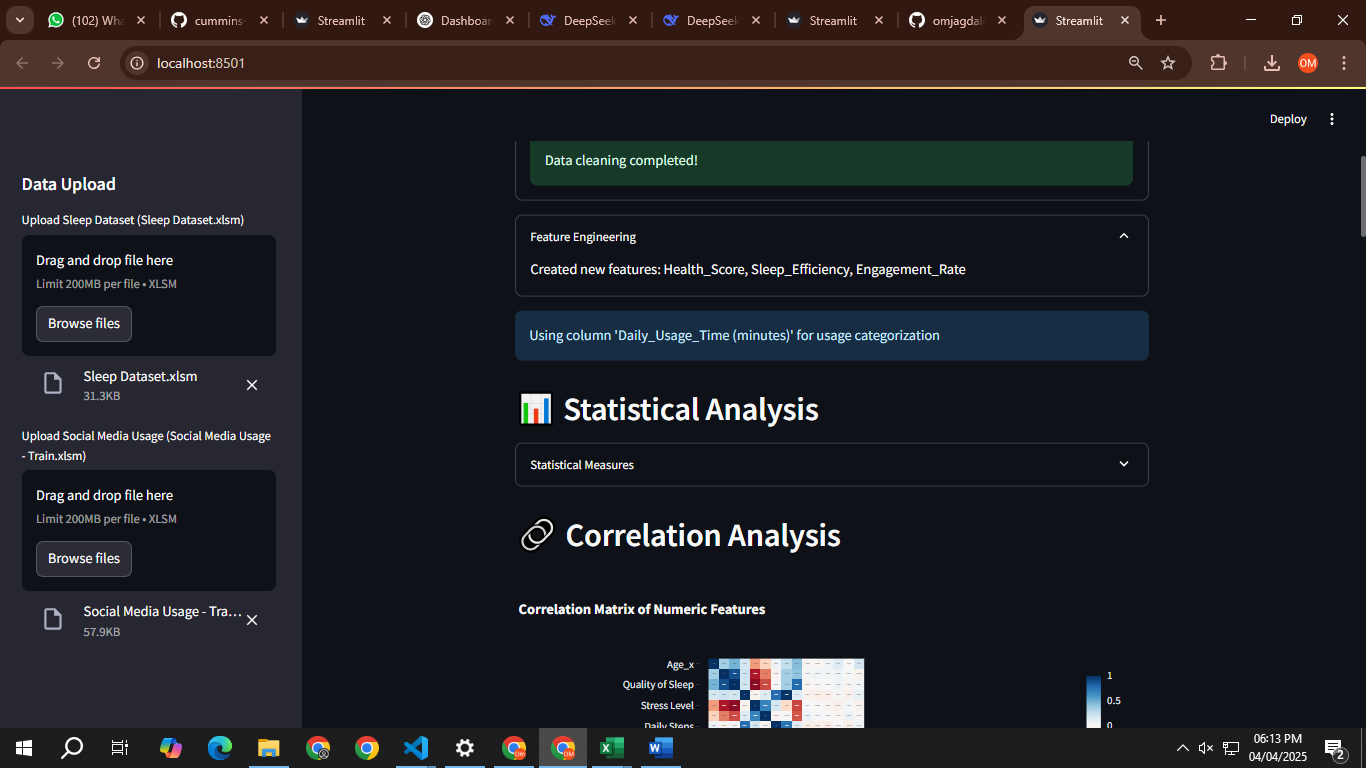 (102) Wha
cummins-
Streamlit
Dashboar
DeepSeek
DeepSeek
Streamlit
omjagdale
Streamlit
localhost:8501
OM
Deploy
Data Upload
Upload Sleep Dataset (Sleep Dataset.xlsm)
Drag and drop file here
Limit 200MB per file • XLSM
Browse files
Sleep Dataset.xlsm
31.3KB
Upload Social Media Usage (Social Media Usage
- Train.xlsm)
Drag and drop file here
Limit 200MB per file • XLSM
Browse files
Social Media Usage - Tra...
57.9KB
Data cleaning completed!
Feature Engineering
Created new features: Health_Score, Sleep_Efficiency, Engagement_Rate
Using column 'Daily_Usage_Time (minutes)' for usage categorization
Statistical Analysis
Statistical Measures
Correlation Analysis
Correlation Matrix of Numeric Features
Age_x
Quality of Sleep
Stress Level
Daily Steps
1
0.5
0
06:13 PM
04/04/2025
2